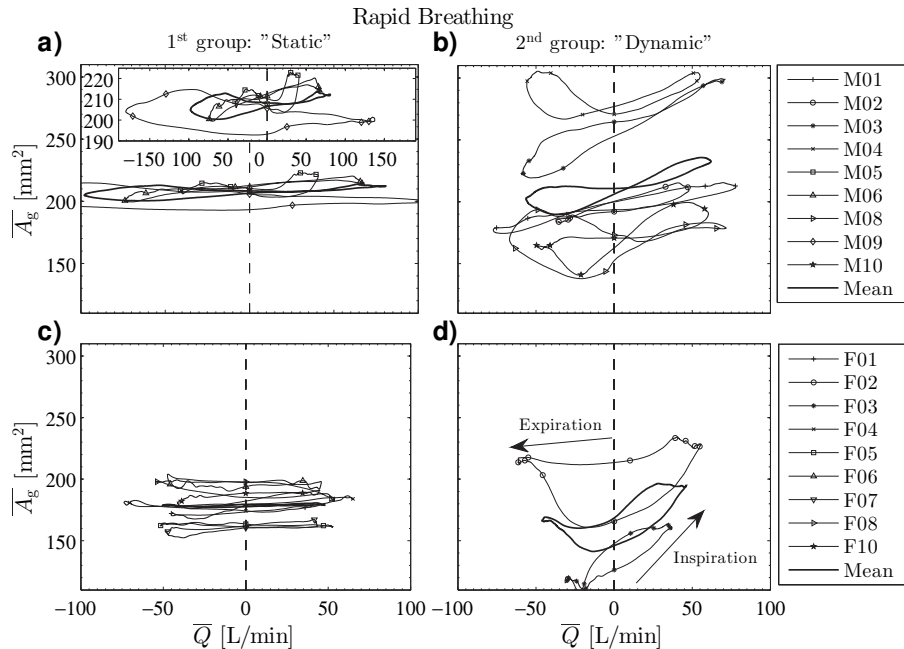 Rapid Breathing
a)
1st group: "Static"
b)
2nd group: "Dynamic"
300
250
200
150
A̅g [mm²]
220
210
200
190
−150 −100 −50 0 50 100 150
M01
M02
M03
M04
M05
M06
M08
M09
M10
Mean
c)
d)
300
250
200
150
A̅g [mm²]
Expiration
Inspiration
F01
F02
F03
F04
F05
F06
F07
F08
F10
Mean
−100 −50 0 50 100
−50 0 50 100
Q̅ [L/min]
Q̅ [L/min]